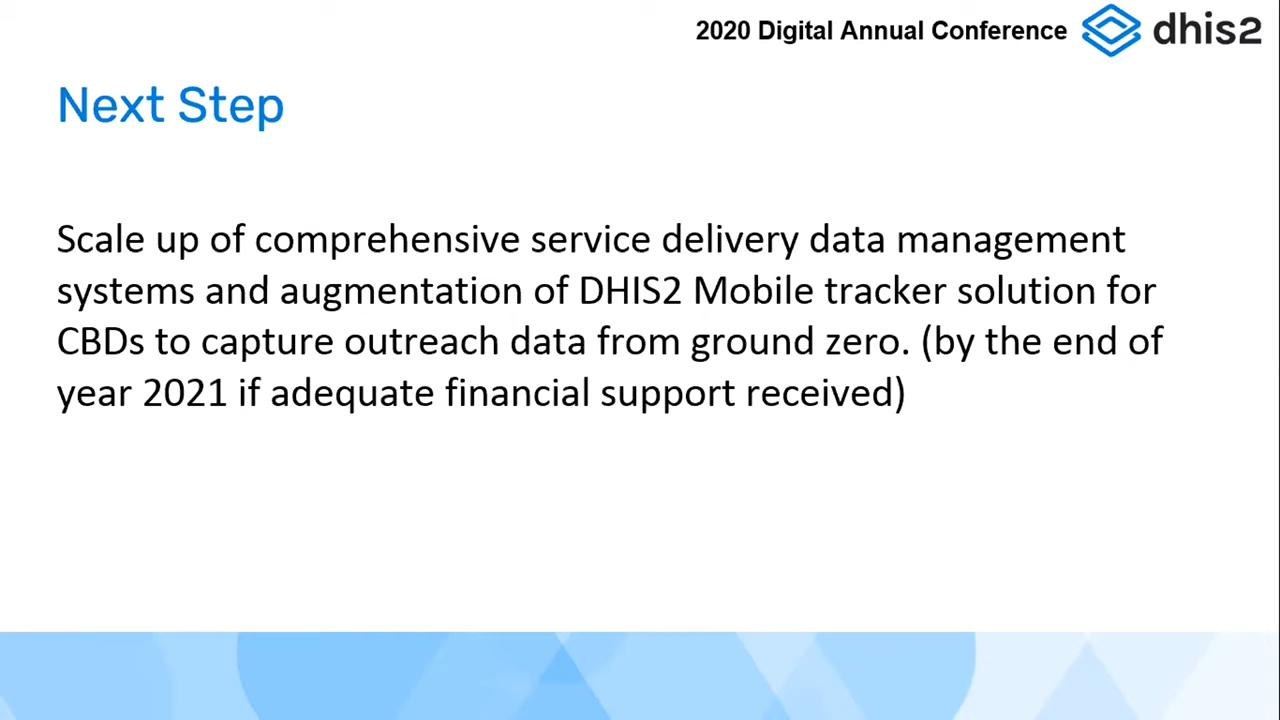 2020 Digital Annual Conference dhis2
Next Step
Scale up of comprehensive service delivery data management
systems and augmentation of DHIS2 Mobile tracker solution for
CBDs to capture outreach data from ground zero. (by the end of
year 2021 if adequate financial support received)